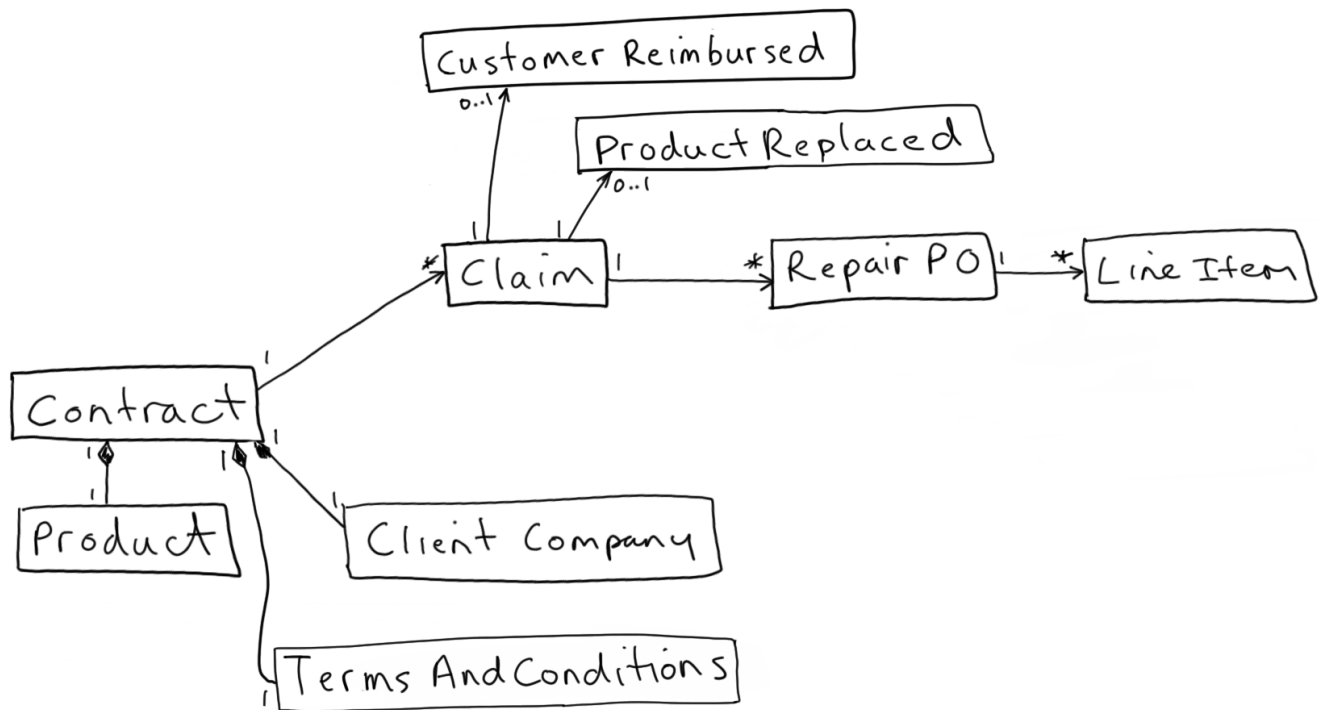 Customer Reimbursed
0..1
Product Replaced
0..1
1
1
*
Claim
1
*
Repair PO
1
*
Line Item
1
Contract
1
1
1
1
1
Product
Client Company
Terms And Conditions
1